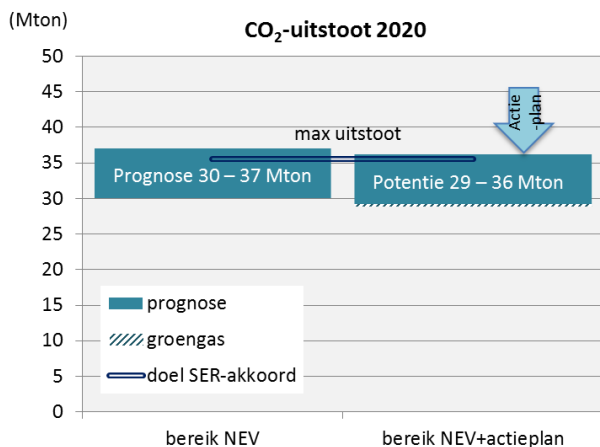 (Mton)
CO₂-uitstoot 2020
50
45
40
35
30
25
20
15
10
5
0
max uitstoot
Actie
-plan
Prognose 30 – 37 Mton
Potentie 29 – 36 Mton
prognose
groengas
doel SER-akkoord
bereik NEV
bereik NEV+actieplan